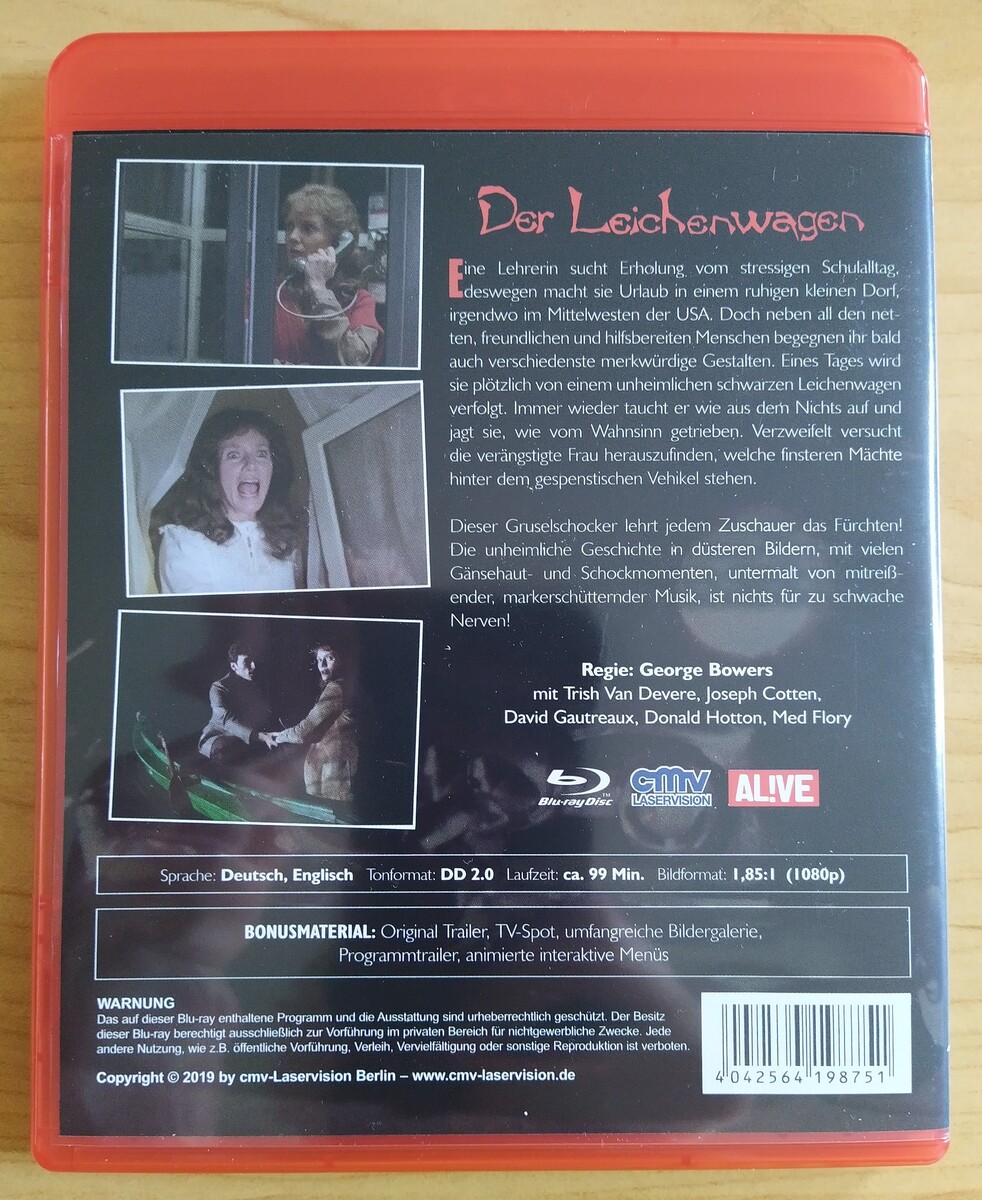 Der Leichenwagen
Eine Lehrerin sucht Erholung vom stressigen Schulalltag,
deswegen macht sie Urlaub in einem ruhigen kleinen Dorf,
irgendwo im Mittelwesten der USA. Doch neben all den net-
ten, freundlichen und hilfsbereiten Menschen begegnen ihr bald
auch verschiedenste merkwürdige Gestalten. Eines Tages wird
sie plötzlich von einem unheimlichen schwarzen Leichenwagen
verfolgt. Immer wieder taucht er wie aus dem Nichts auf und
jagt sie, wie vom Wahnsinn getrieben. Verzweifelt versucht
die verängstigte Frau herauszufinden, welche finsteren Mächte
hinter dem gespenstischen Vehikel stehen.
Dieser Gruselschocker lehrt jedem Zuschauer das Fürchten!
Die unheimliche Geschichte in düsteren Bildern, mit vielen
Gänsehaut- und Schockmomenten, untermalt von mitreiß-
ender, markerschütternder Musik, ist nichts für zu schwache
Nerven!
Regie: George Bowers
mit Trish Van Devere, Joseph Cotten,
David Gautreaux, Donald Hotton, Med Flory
Blu-ray Disc™ cmv LASERVISION AL!VE
Sprache: Deutsch, Englisch Tonformat: DD 2.0 Laufzeit: ca. 99 Min. Bildformat: 1,85:1 (1080p)
BONUSMATERIAL: Original Trailer, TV-Spot, umfangreiche Bildergalerie,
Programmtrailer, animierte interaktive Menüs
WARNUNG
Das auf dieser Blu-ray enthaltene Programm und die Ausstattung sind urheberrechtlich geschützt. Der Besitz
dieser Blu-ray berechtigt ausschließlich zur Vorführung im privaten Bereich für nichtgewerbliche Zwecke. Jede
andere Nutzung, wie z.B. öffentliche Vorführung, Verleih, Vervielfältigung oder sonstige Reproduktion ist verboten.
Copyright © 2019 by cmv-Laservision Berlin – www.cmv-laservision.de
4 042564 198751